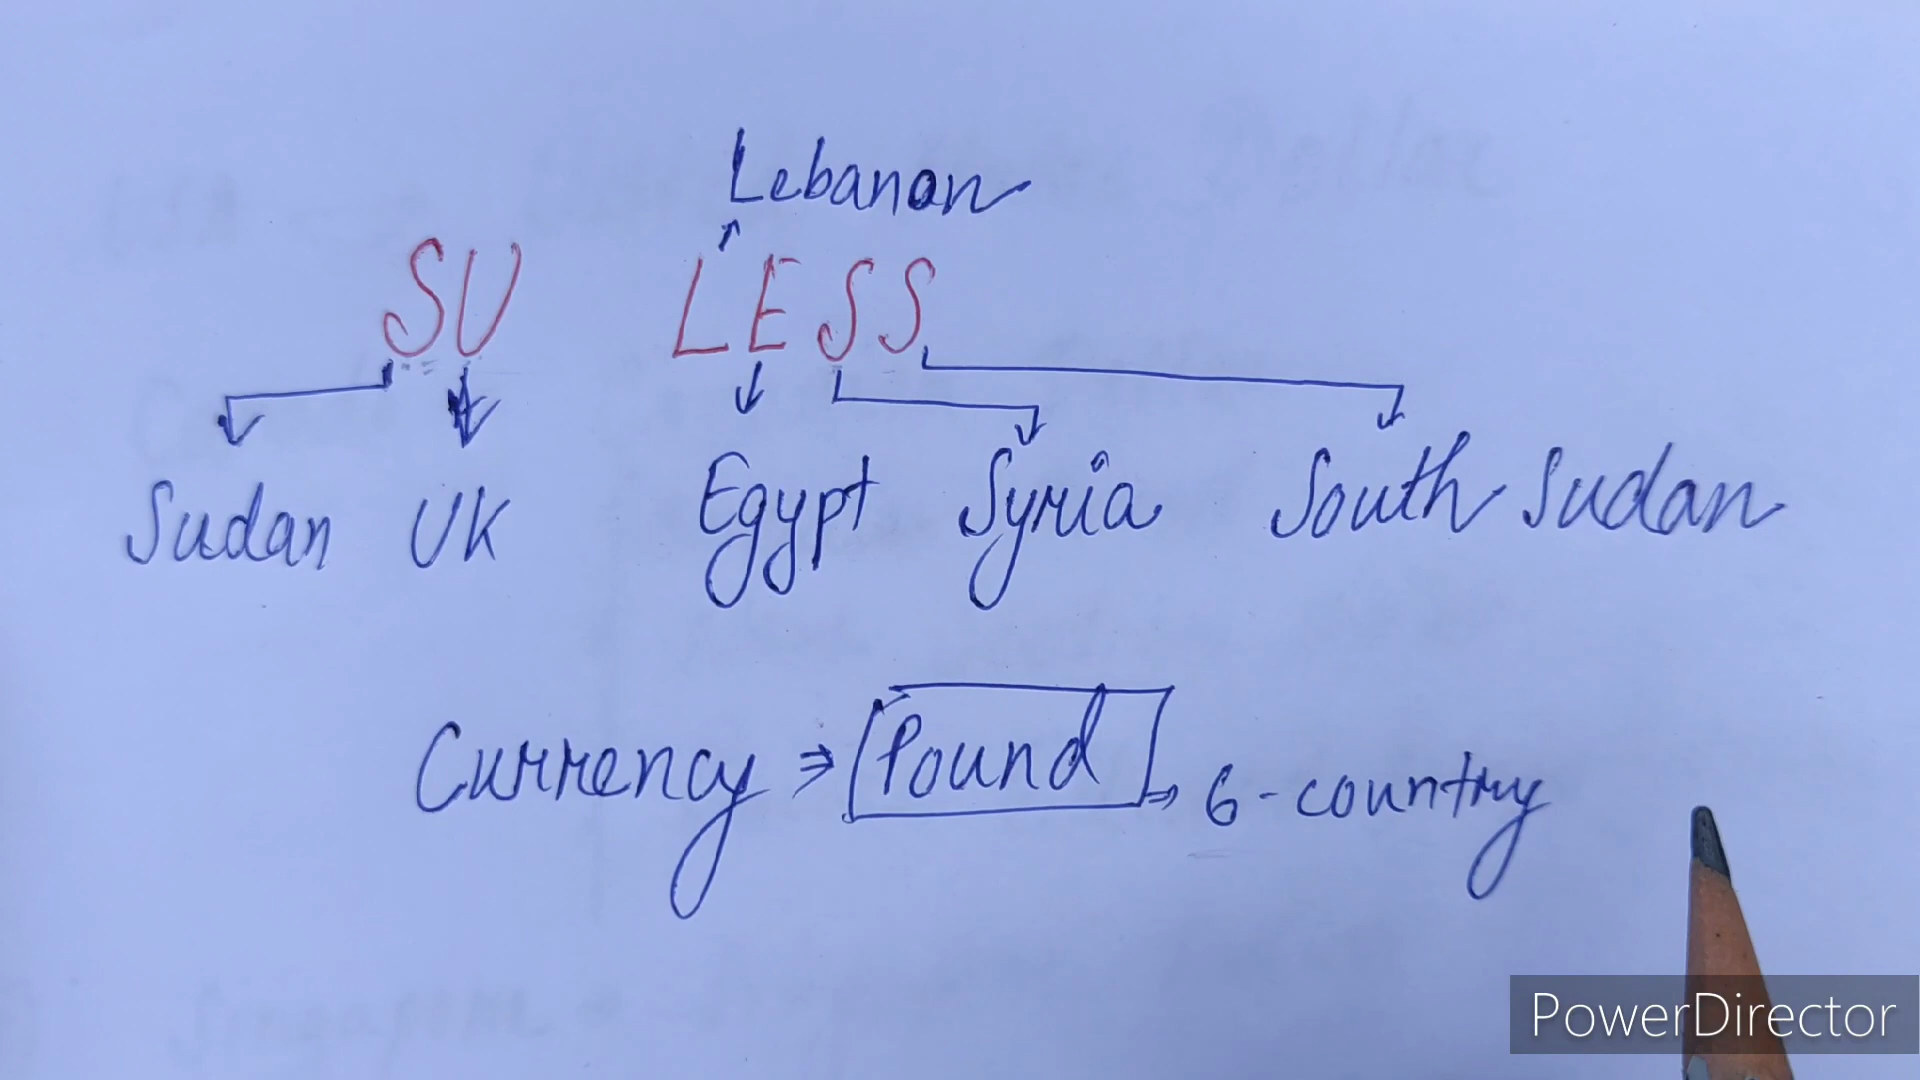 Lebanon
SU LESS
Sudan UK Egypt Syria South Sudan
Currency ⇒ Pound ⇒ 6-country
PowerDirector